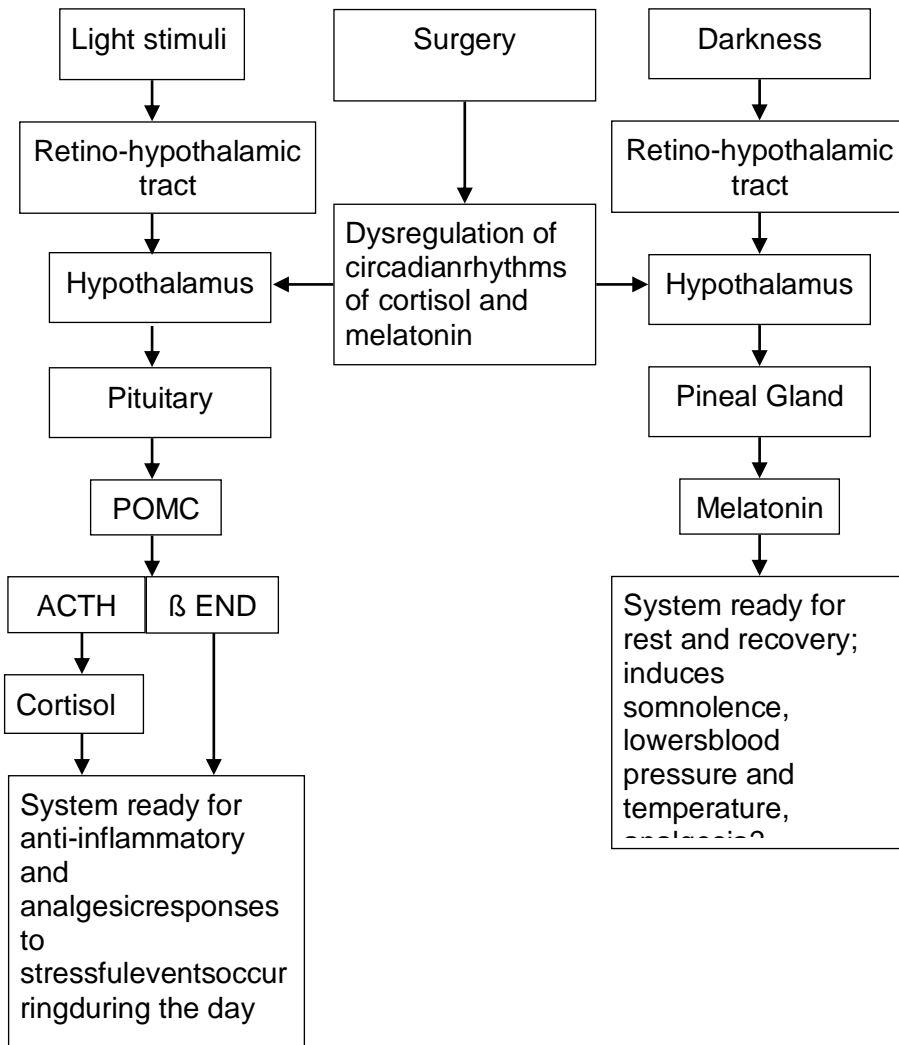 Light stimuli
Surgery
Darkness
Retino-hypothalamic
tract
Retino-hypothalamic
tract
Dysregulation of
circadianrhythms
of cortisol and
melatonin
Hypothalamus
Hypothalamus
Pituitary
Pineal Gland
POMC
Melatonin
ACTH
ß END
Cortisol
System ready for
rest and recovery;
induces
somnolence,
lowersblood
pressure and
temperature,
analgesia?
System ready for
anti-inflammatory
and
analgesicresponses
to
stressfuleventsoccur
ringduring the day